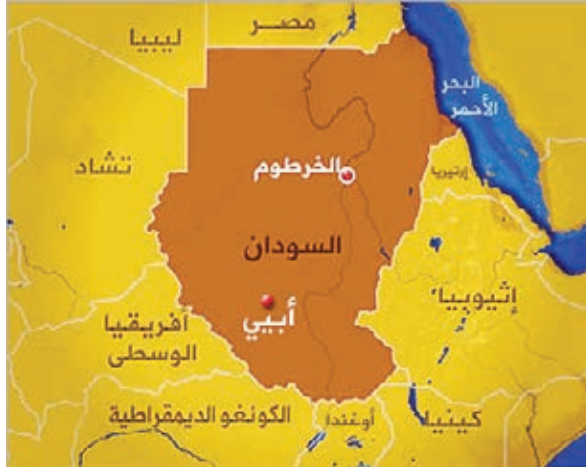 مصر
ليبيا
البحر
الأحمر
تشاد
الخرطوم
إرتيريا
السودان
إثيوبيا
أبيي
أفريقيا
الوسطى
الكونغو الديمقراطية
أوغندا
كينيا